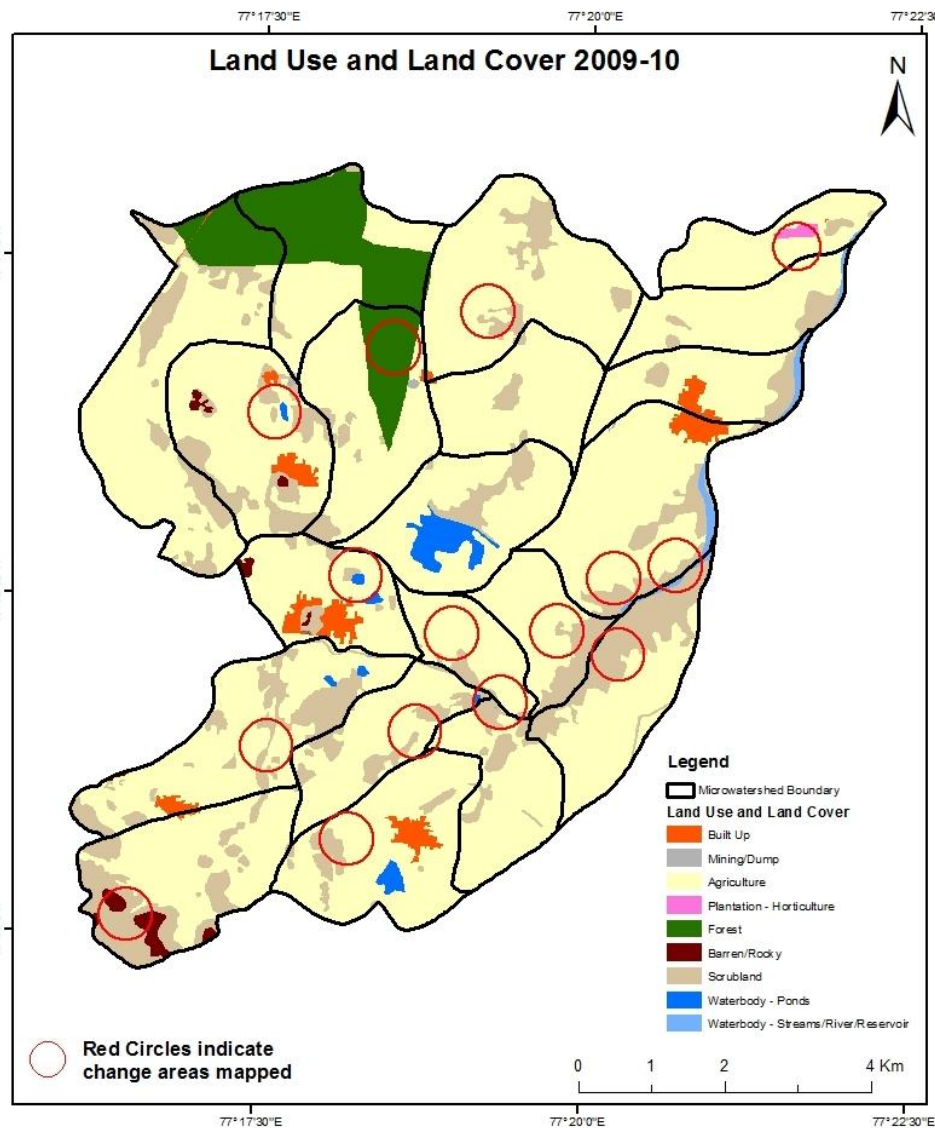 77°17'30"E
77°20'0"E
77°22'3
Land Use and Land Cover 2009-10
N
Legend
Microwatershed Boundary
Land Use and Land Cover
Built Up
Mining/Dump
Agriculture
Plantation - Horticulture
Forest
Barren/Rocky
Scrubland
Waterbody - Ponds
Waterbody - Streams/River/Reservoir
Red Circles indicate
change areas mapped
0 1 2 4 Km
77°17'30"E
77°20'0"E
77°22'30"E